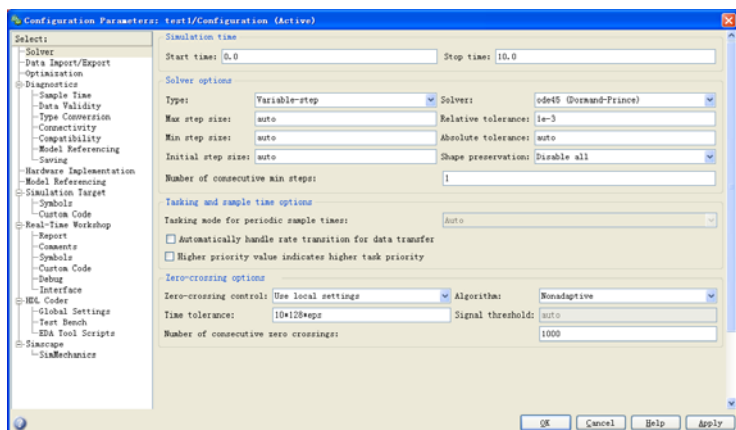 Configuration Parameters: test1/Configuration (Active)
Select:
Solver
Data Import/Export
Optimization
Diagnostics
Sample Time
Data Validity
Type Conversion
Connectivity
Compatibility
Model Referencing
Saving
Hardware Implementation
Model Referencing
Simulation Target
Symbols
Custom Code
Real-Time Workshop
Report
Comments
Symbols
Custom Code
Debug
Interface
HDL Coder
Global Settings
Test Bench
EDA Tool Scripts
Simscape
SimMechanics
Simulation time
Start time: 0.0 Stop time: 10.0
Solver options
Type: Variable-step Solver: ode45 (Dormand-Prince)
Max step size: auto Relative tolerance: 1e-3
Min step size: auto Absolute tolerance: auto
Initial step size: auto Shape preservation: Disable all
Number of consecutive min steps: 1
Tasking and sample time options
Tasking mode for periodic sample times: Auto
Automatically handle rate transition for data transfer
Higher priority value indicates higher task priority
Zero-crossing options
Zero-crossing control: Use local settings Algorithm: Nonadaptive
Time tolerance: 10*128*eps Signal threshold: auto
Number of consecutive zero crossings: 1000
OK Cancel Help Apply